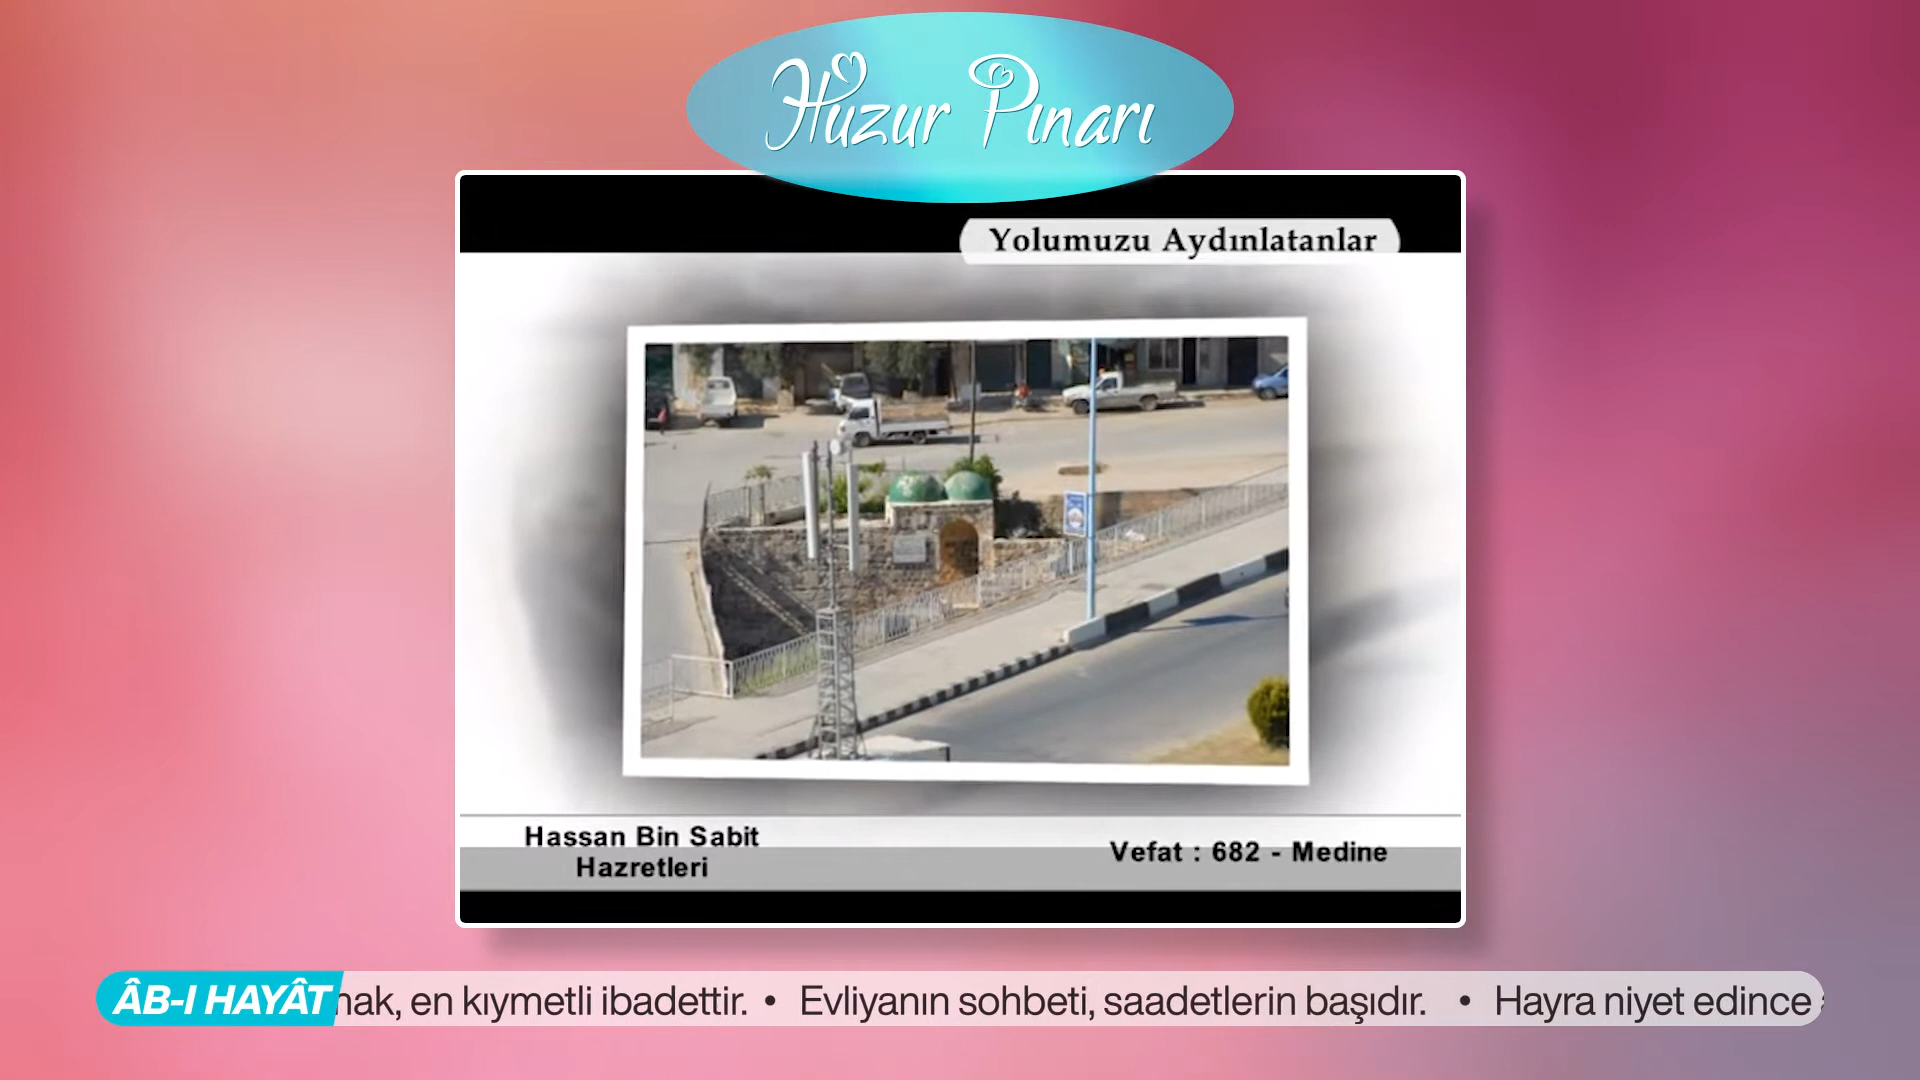 Huzur Pınarı
Yolumuzu Aydınlatanlar
Hassan Bin Sabit
Hazretleri
Vefat : 682 - Medine
ÂB-I HAYÂT
en kıymetli ibadettir. • Evliyanın sohbeti, saadetlerin başıdır. • Hayra niyet edince